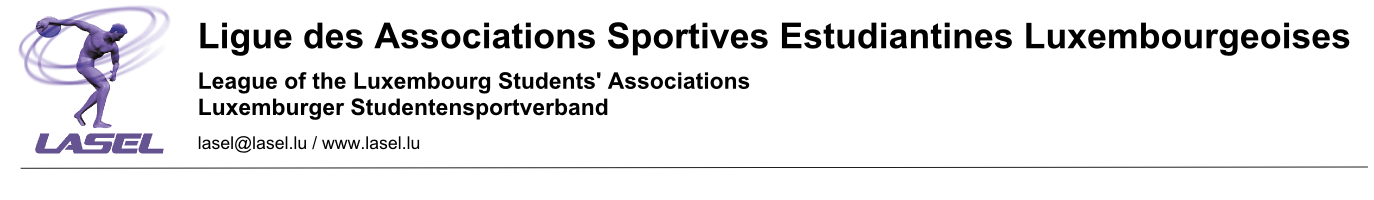 Ligue des Associations Sportives Estudiantines Luxembourgeoises
League of the Luxembourg Students' Associations
Luxemburger Studentensportverband
LASEL
lasel@lasel.lu / www.lasel.lu